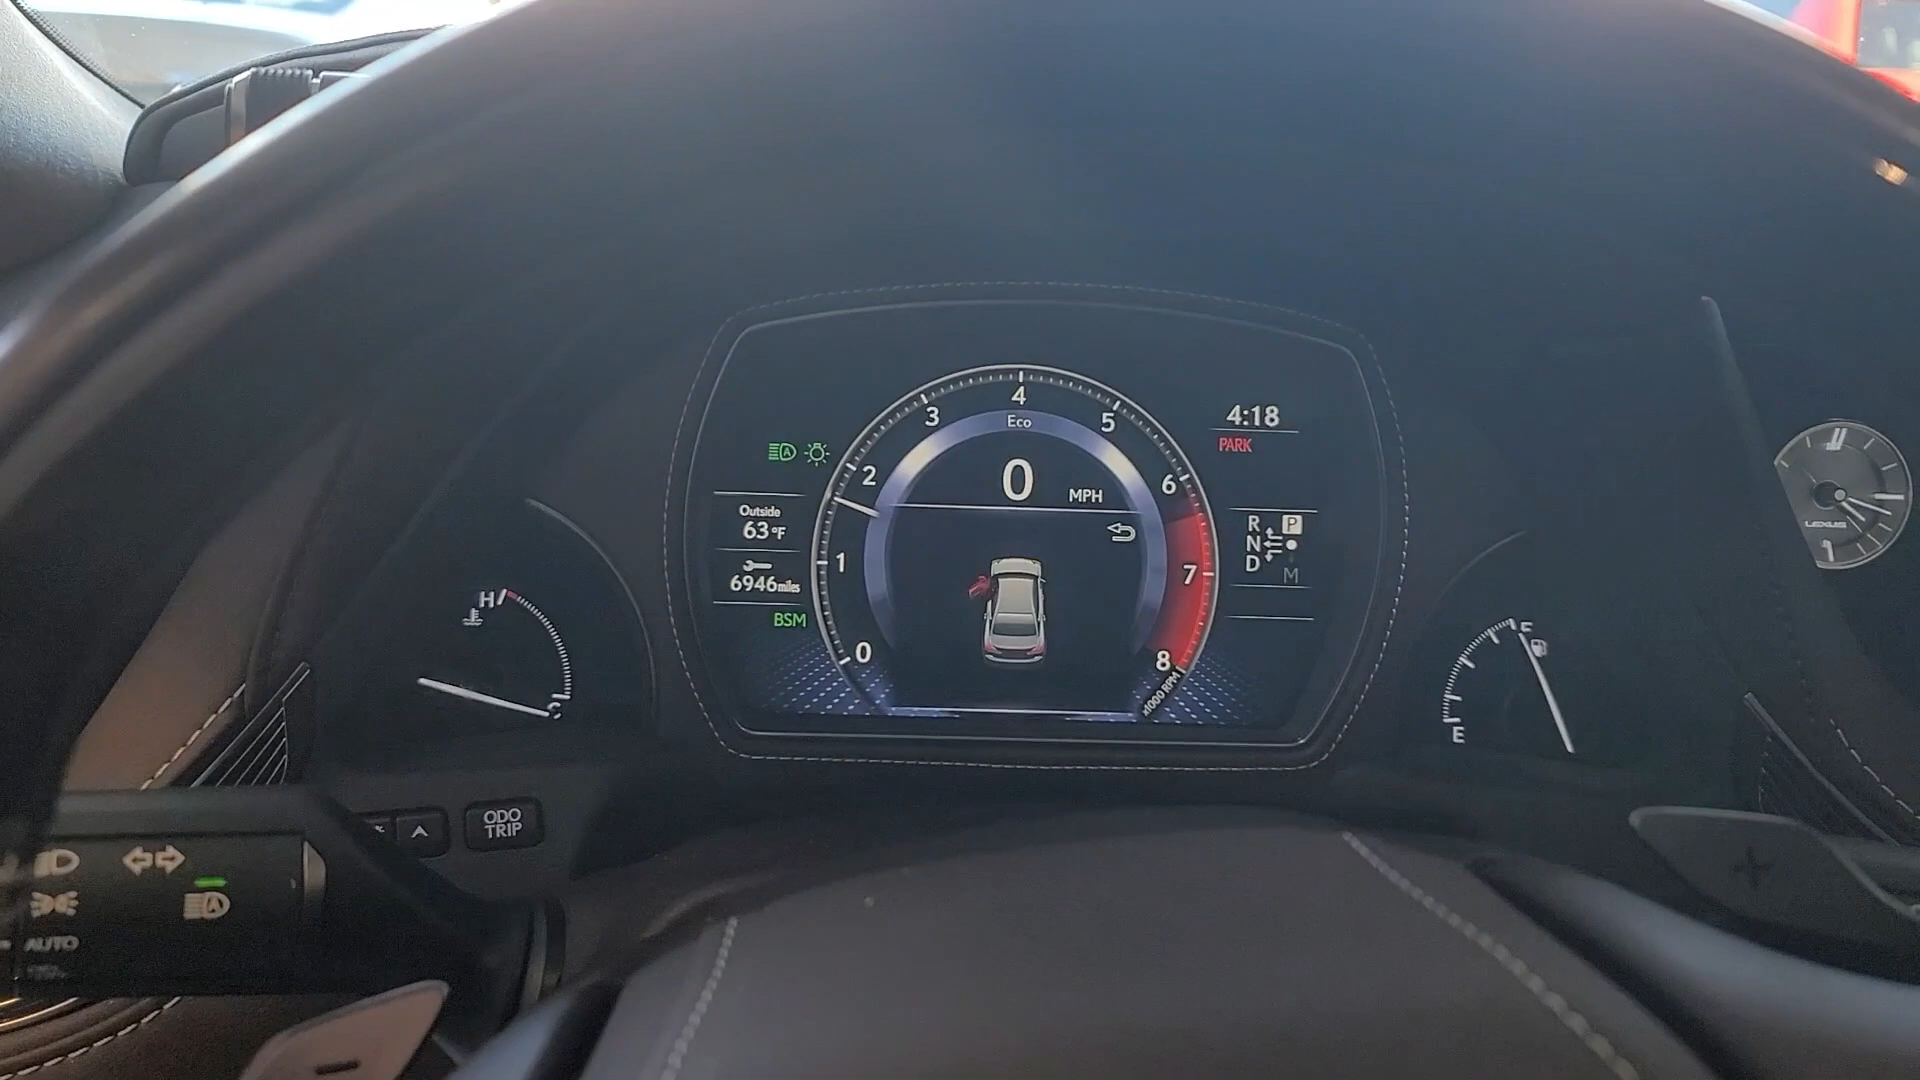 4
3
5
Eco
4:18
PARK
2
0
MPH
6
Outside
63°F
R P
N
D M
1
7
6946miles
BSM
0
8
x1000 RPM
H
C
F
E
LEXUS
ODO
TRIP
AUTO